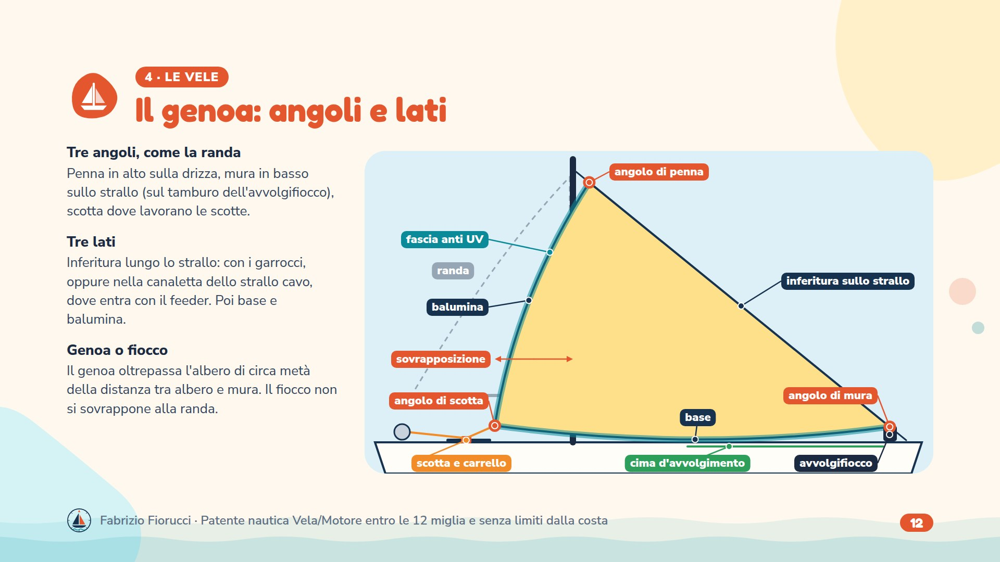 4 · LE VELE
Il genoa: angoli e lati
Tre angoli, come la randa
Penna in alto sulla drizza, mura in basso
sullo strallo (sul tamburo dell'avvolgifiocco),
scotta dove lavorano le scotte.
Tre lati
Inferitura lungo lo strallo: con i garrocci,
oppure nella canaletta dello strallo cavo,
dove entra con il feeder. Poi base e
balumina.
Genoa o fiocco
Il genoa oltrepassa l'albero di circa metà
della distanza tra albero e mura. Il fiocco non
si sovrappone alla randa.
angolo di penna
fascia anti UV
randa
inferitura sullo strallo
balumina
sovrapposizione
angolo di scotta
angolo di mura
base
scotta e carrello
cima d'avvolgimento
avvolgifiocco
Fabrizio Fiorucci · Patente nautica Vela/Motore entro le 12 miglia e senza limiti dalla costa
12